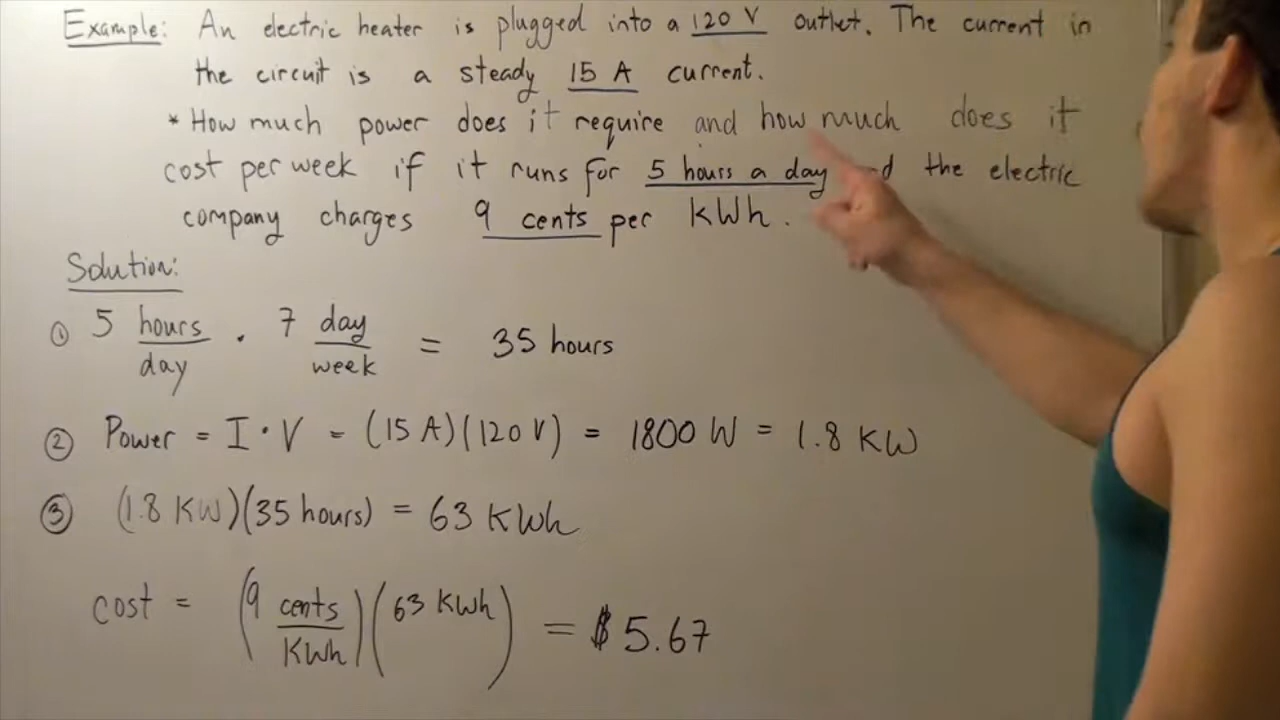 Example: An electric heater is plugged into a 120 V outlet. The current in
the circuit is a steady 15 A current.
* How much power does it require and how much does it
cost per week if it runs for 5 hours a day the electric
company charges 9 cents per kWh.
Solution:
① 5 hours/day · 7 day/week = 35 hours
② Power = I · V = (15 A)(120 V) = 1800 W = 1.8 KW
③ (1.8 KW)(35 hours) = 63 KWh
cost = (9 cents/KWh)(63 KWh) = $5.67